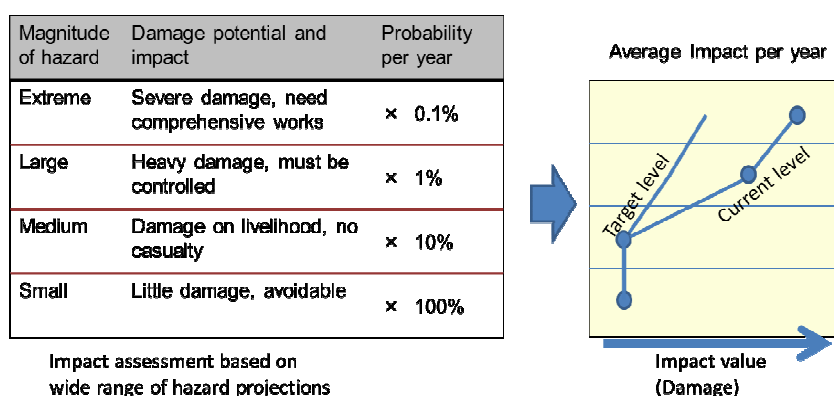 Magnitude of hazard
Damage potential and impact
Probability per year
Extreme
Severe damage, need comprehensive works
× 0.1%
Large
Heavy damage, must be controlled
× 1%
Medium
Damage on livelihood, no casualty
× 10%
Small
Little damage, avoidable
× 100%
Impact assessment based on
wide range of hazard projections
Average Impact per year
Target level
Current level
Impact value
(Damage)